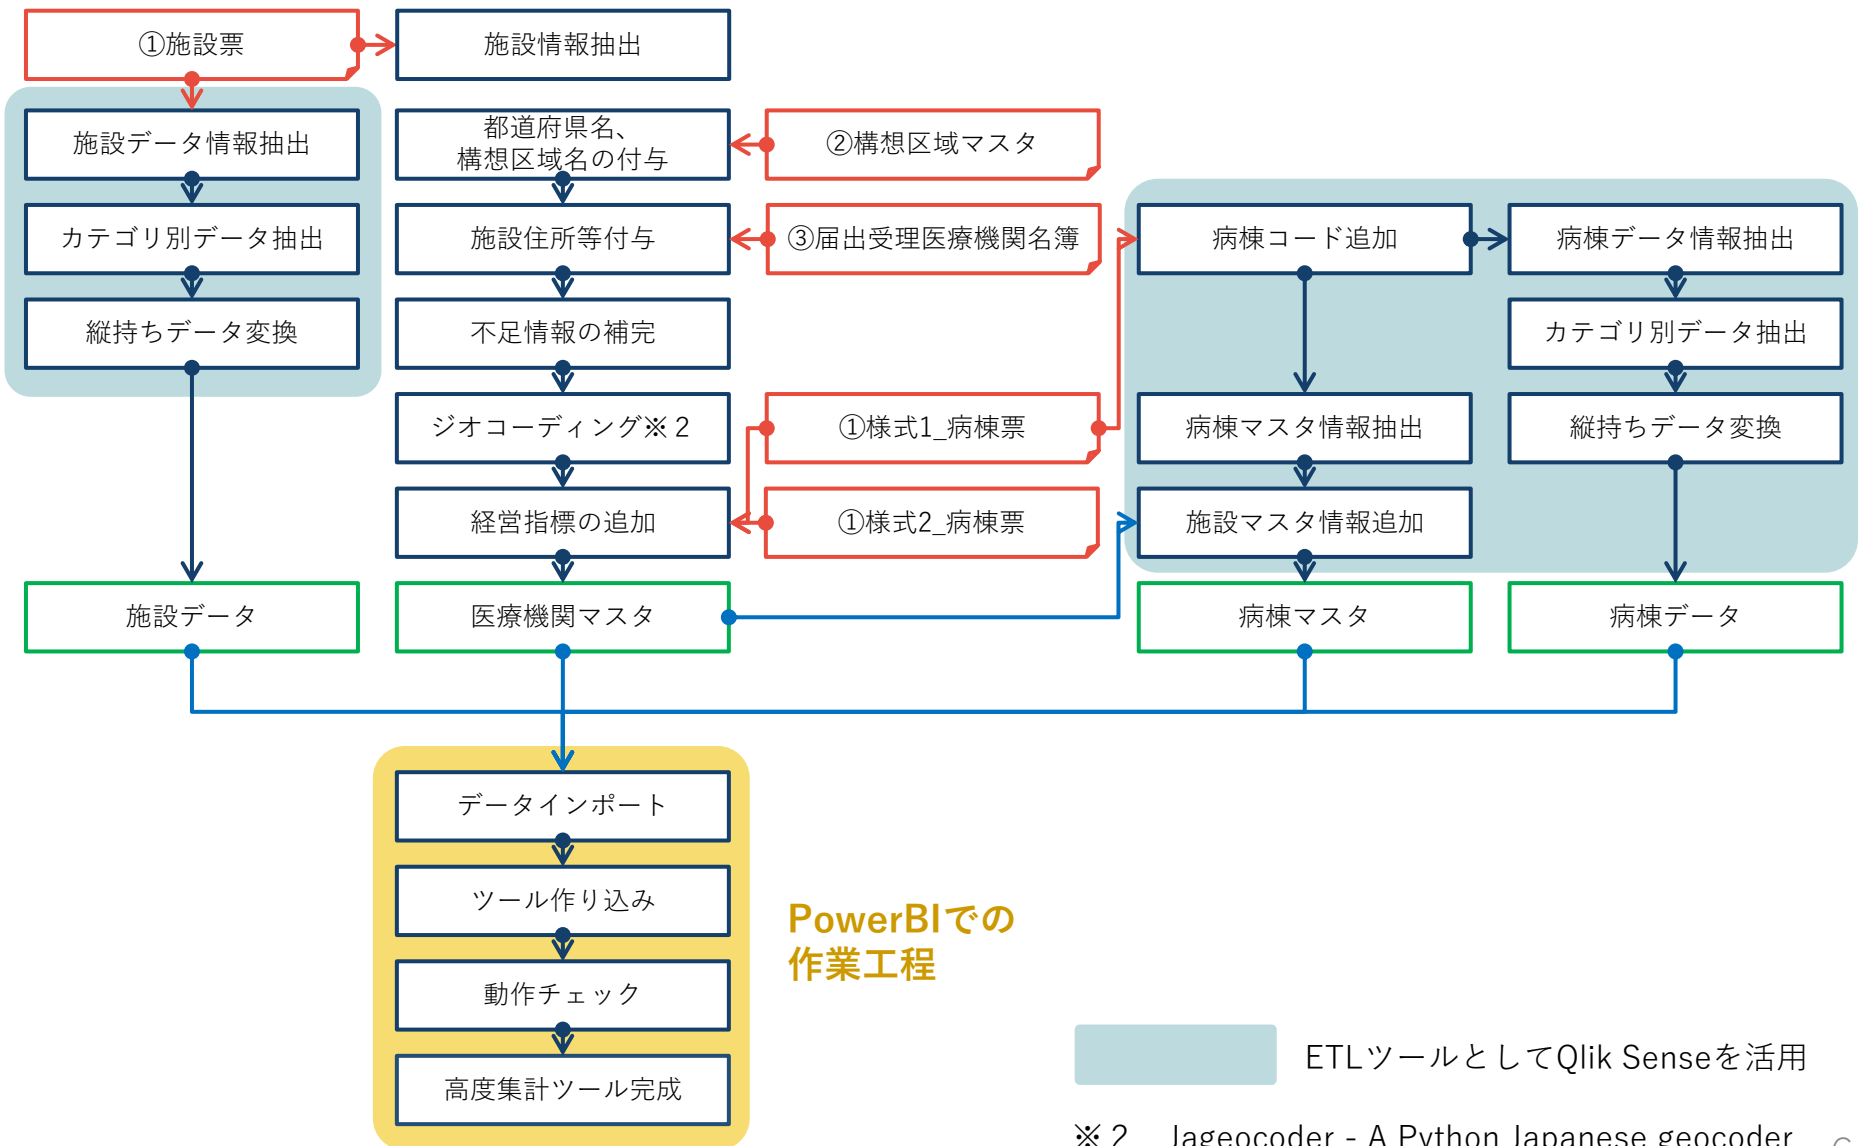 ①施設票
施設情報抽出
施設データ情報抽出
都道府県名、
構想区域名の付与
②構想区域マスタ
カテゴリ別データ抽出
施設住所等付与
③届出受理医療機関名簿
病棟コード追加
病棟データ情報抽出
縦持ちデータ変換
不足情報の補完
カテゴリ別データ抽出
ジオコーディング※２
①様式1_病棟票
病棟マスタ情報抽出
縦持ちデータ変換
経営指標の追加
①様式2_病棟票
施設マスタ情報追加
施設データ
医療機関マスタ
病棟マスタ
病棟データ
データインポート
ツール作り込み
PowerBIでの
作業工程
動作チェック
高度集計ツール完成
ETLツールとしてQlik Senseを活用
※２　Jageocoder - A Python Japanese geocoder